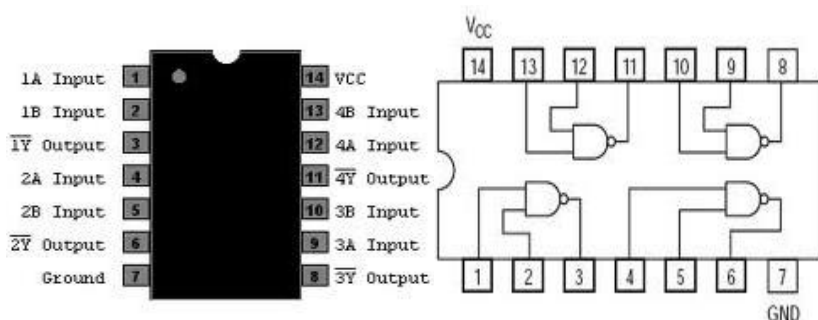 1A Input 1 14 VCC
1B Input 2 13 4B Input
1Y Output 3 12 4A Input
2A Input 4 11 4Y Output
2B Input 5 10 3B Input
2Y Output 6 9 3A Input
Ground 7 8 3Y Output
VCC
14 13 12 11 10 9 8
1 2 3 4 5 6 7
GND